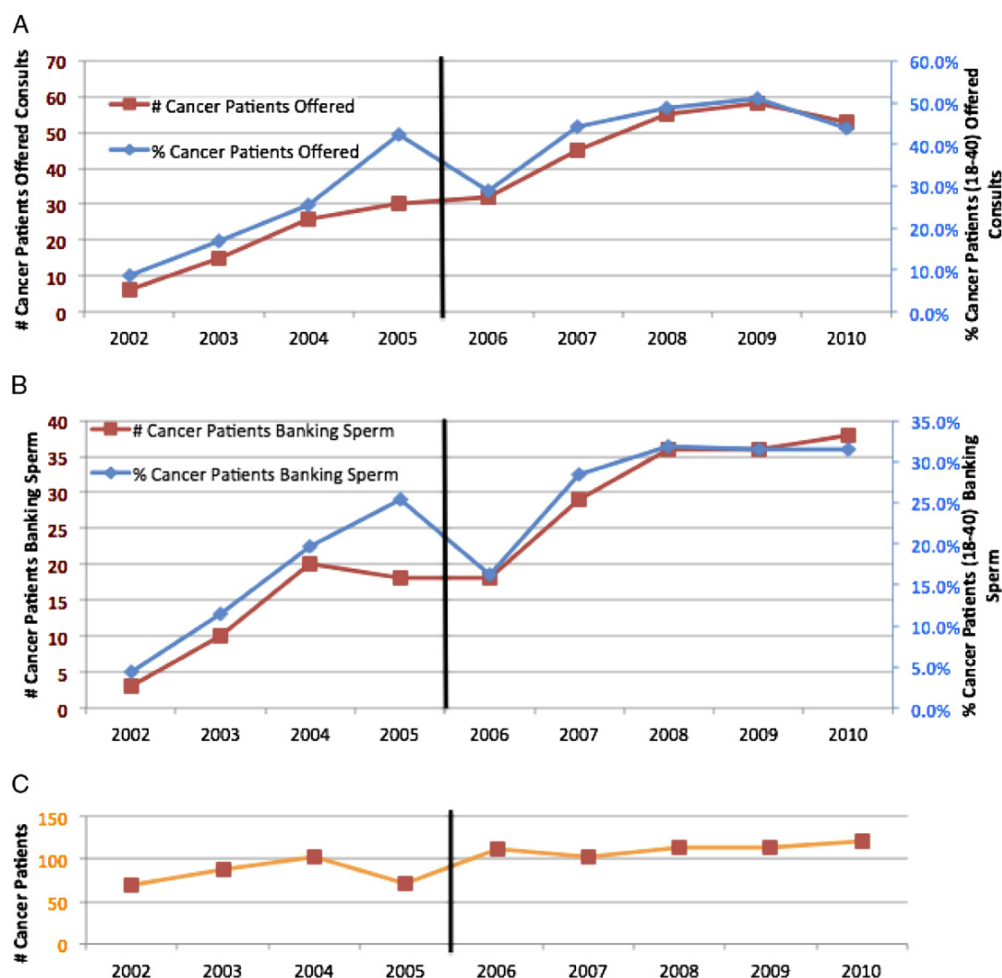 A
# Cancer Patients Offered Consults
70
60
50
40
30
20
10
0
# Cancer Patients Offered
% Cancer Patients Offered
60.0%
50.0%
40.0%
30.0%
20.0%
10.0%
0.0%
% Cancer Patients (18-40) Offered
Consults
2002 2003 2004 2005 2006 2007 2008 2009 2010
B
# Cancer Patients Banking Sperm
40
35
30
25
20
15
10
5
0
# Cancer Patients Banking Sperm
% Cancer Patients Banking Sperm
35.0%
30.0%
25.0%
20.0%
15.0%
10.0%
5.0%
0.0%
% Cancer Patients (18-40) Banking
Sperm
2002 2003 2004 2005 2006 2007 2008 2009 2010
C
# Cancer Patients
150
100
50
0
2002 2003 2004 2005 2006 2007 2008 2009 2010